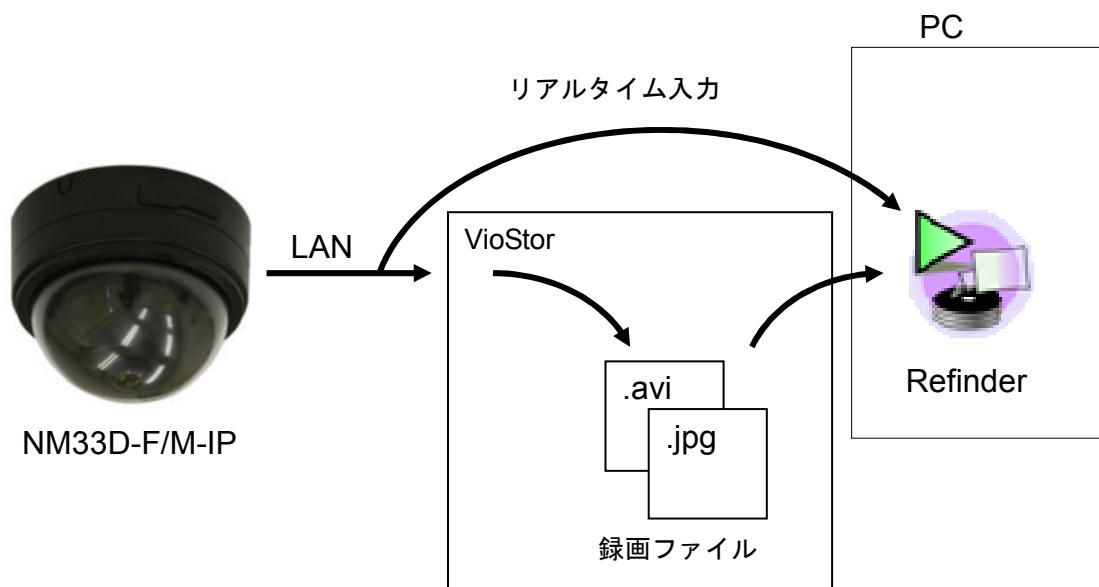 PC
リアルタイム入力
LAN
VioStor
.avi
.jpg
Refinder
NM33D-F/M-IP
録画ファイル